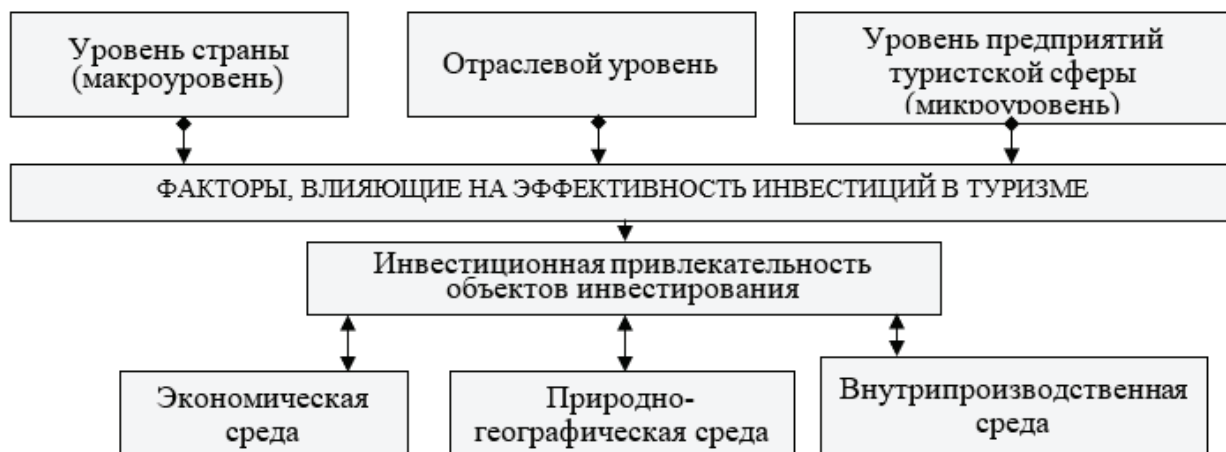 Уровень страны
(макроуровень)
Отраслевой уровень
Уровень предприятий
туристской сферы
(микроуровень)
ФАКТОРЫ, ВЛИЯЮЩИЕ НА ЭФФЕКТИВНОСТЬ ИНВЕСТИЦИЙ В ТУРИЗМЕ
Инвестиционная привлекательность
объектов инвестирования
Экономическая
среда
Природно-
географическая среда
Внутрипроизводственная
среда